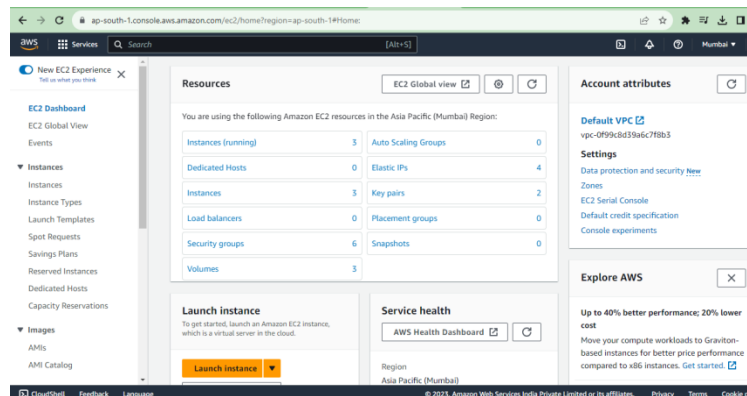 ap-south-1.console.aws.amazon.com/ec2/home?region=ap-south-1#Home:
aws Services Search [Alt+S] Mumbai
New EC2 Experience
Tell us what you think
EC2 Dashboard
EC2 Global View
Events
Instances
Instances
Instance Types
Launch Templates
Spot Requests
Savings Plans
Reserved Instances
Dedicated Hosts
Capacity Reservations
Images
AMIs
AMI Catalog
Resources
EC2 Global view
You are using the following Amazon EC2 resources in the Asia Pacific (Mumbai) Region:
Instances (running) 3 Auto Scaling Groups 0
Dedicated Hosts 0 Elastic IPs 4
Instances 3 Key pairs 2
Load balancers 0 Placement groups 0
Security groups 6 Snapshots 0
Volumes 3
Launch instance
To get started, launch an Amazon EC2 instance,
which is a virtual server in the cloud.
Launch instance
Service health
AWS Health Dashboard
Region
Asia Pacific (Mumbai)
Account attributes
Default VPC
vpc-0f99c8d39a6c7f8b3
Settings
Data protection and security New
Zones
EC2 Serial Console
Default credit specification
Console experiments
Explore AWS
Up to 40% better performance; 20% lower
cost
Move your compute workloads to Graviton-
based instances for better price performance
compared to x86 instances. Get started.
CloudShell Feedback Language © 2023, Amazon Web Services India Private Limited or its affiliates. Privacy Terms Cookie